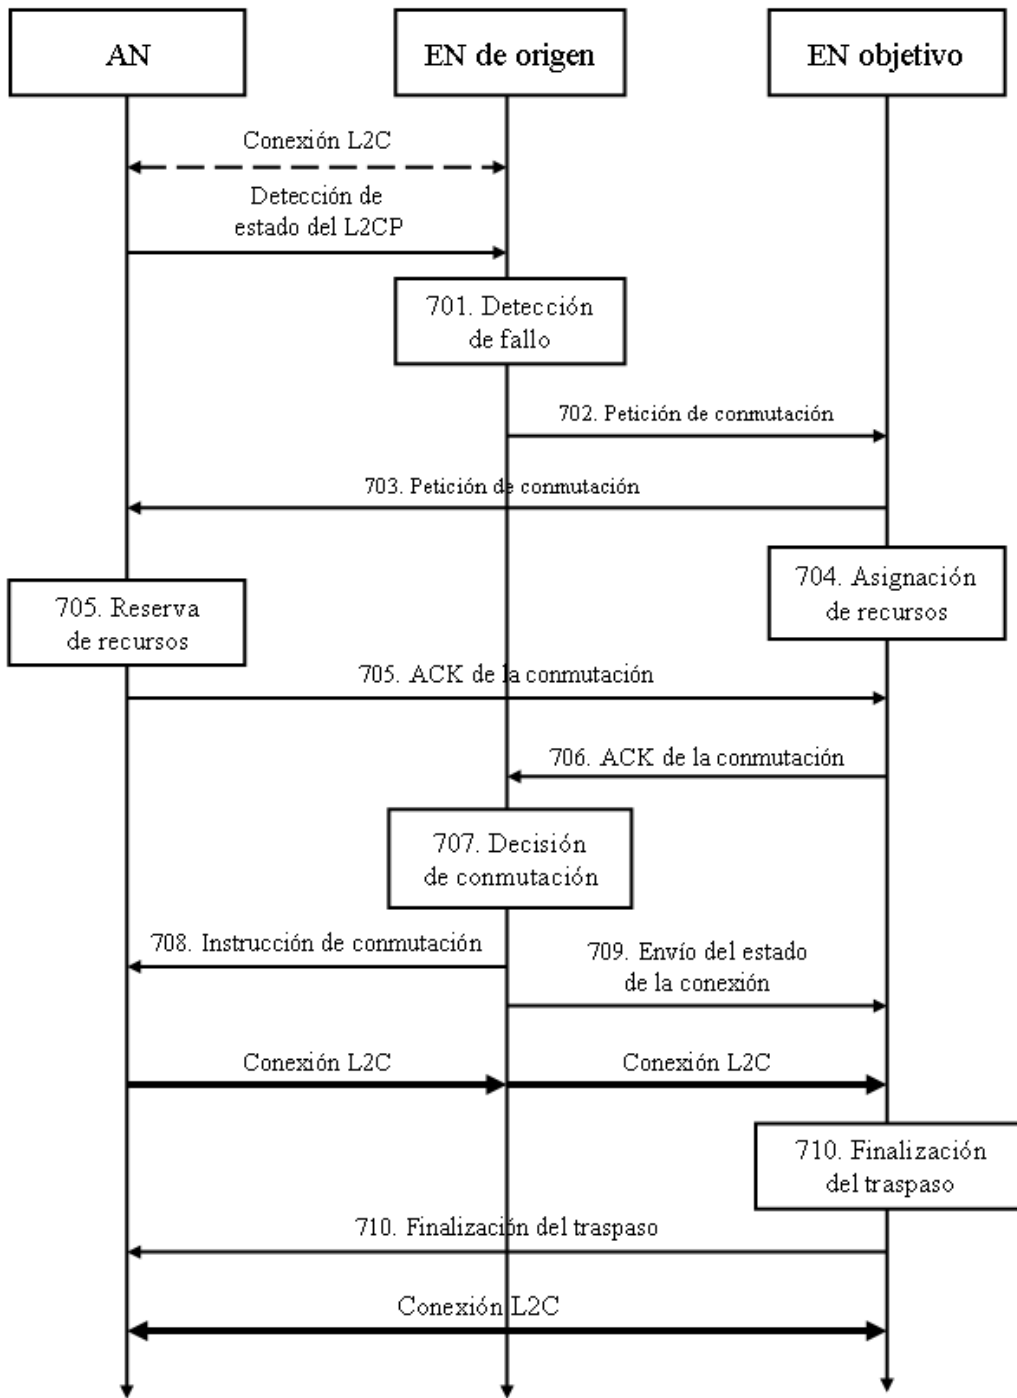 AN
EN de origen
EN objetivo
Conexión L2C
Detección de
estado del L2CP
701. Detección
de fallo
702. Petición de conmutación
703. Petición de conmutación
704. Asignación
de recursos
705. Reserva
de recursos
705. ACK de la conmutación
706. ACK de la conmutación
707. Decisión
de conmutación
708. Instrucción de conmutación
709. Envío del estado
de la conexión
Conexión L2C
Conexión L2C
710. Finalización
del traspaso
710. Finalización del traspaso
Conexión L2C